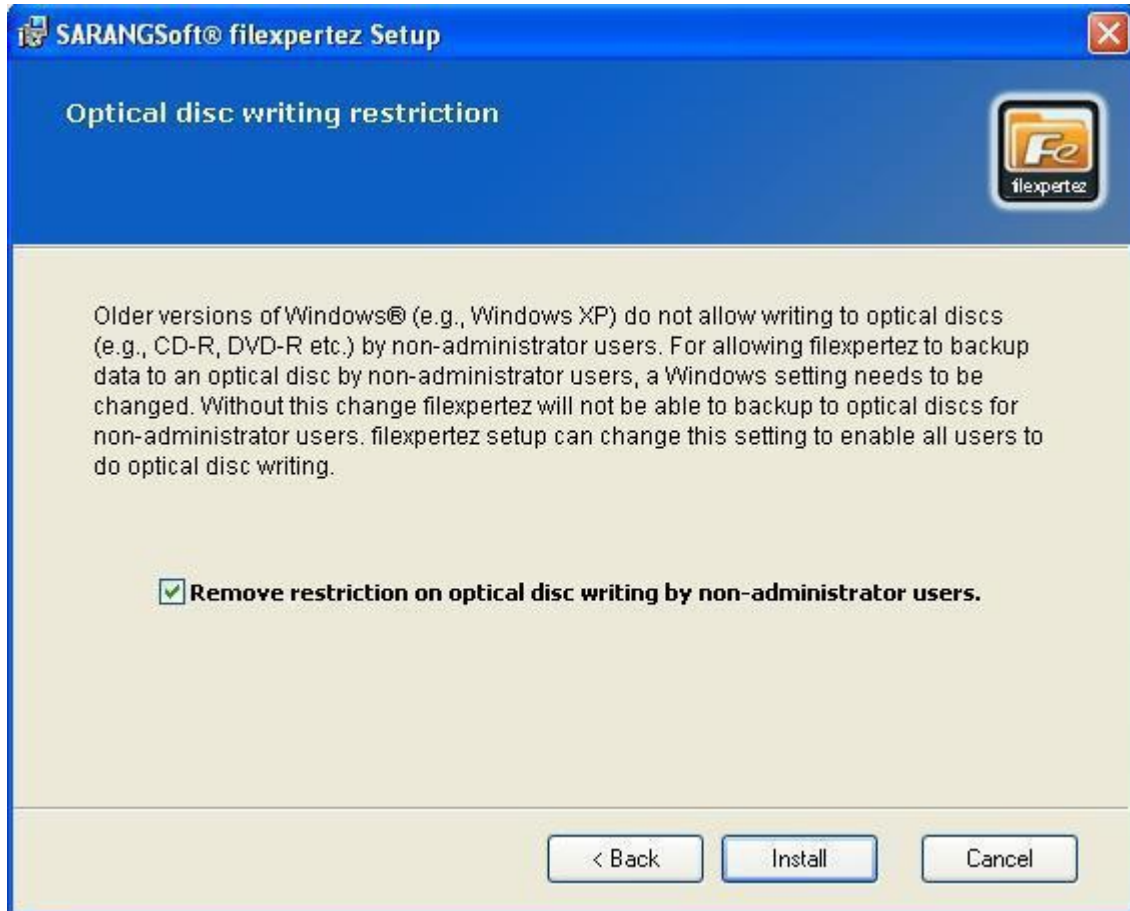 SARANGSoft® filexpertez Setup
Optical disc writing restriction
Fe
filexpertez
Older versions of Windows® (e.g., Windows XP) do not allow writing to optical discs
(e.g., CD-R, DVD-R etc.) by non-administrator users. For allowing filexpertez to backup
data to an optical disc by non-administrator users, a Windows setting needs to be
changed. Without this change filexpertez will not be able to backup to optical discs for
non-administrator users. filexpertez setup can change this setting to enable all users to
do optical disc writing.
Remove restriction on optical disc writing by non-administrator users.
< Back Install Cancel